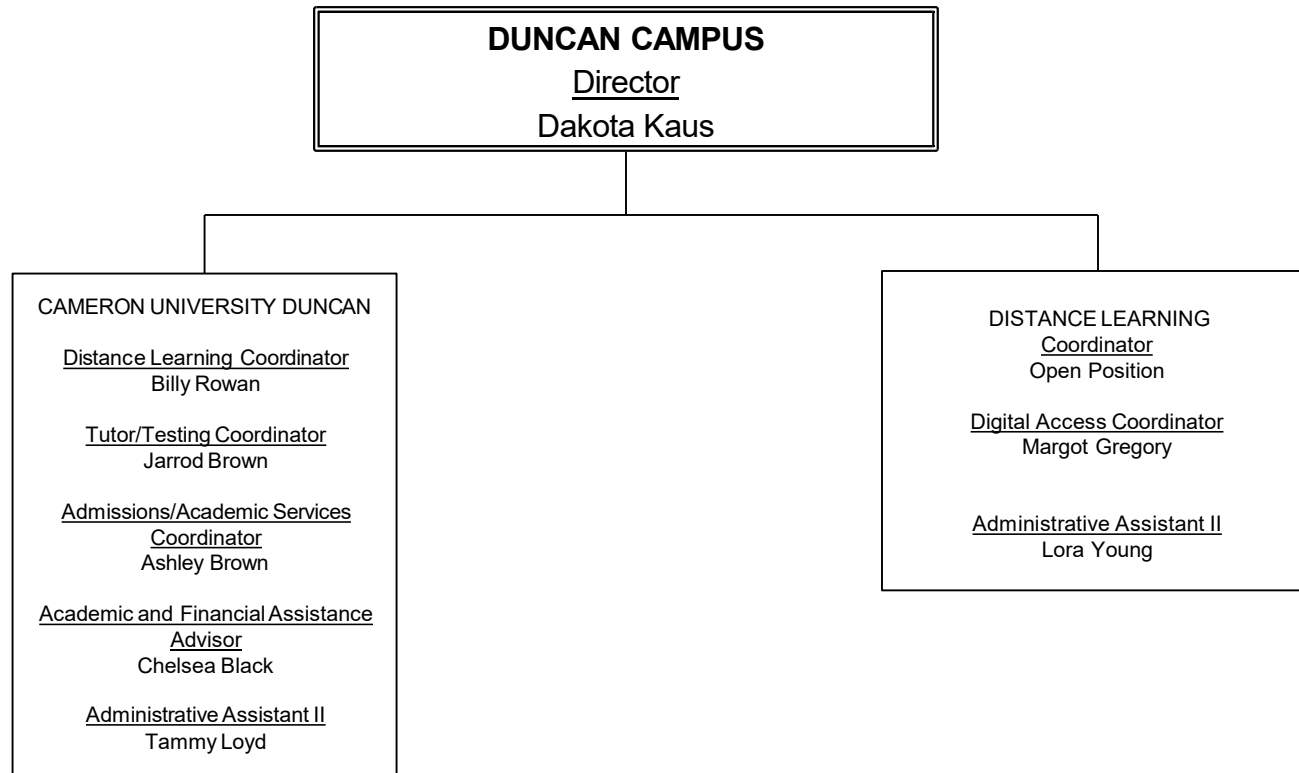 DUNCAN CAMPUS
Director
Dakota Kaus
CAMERON UNIVERSITY DUNCAN
Distance Learning Coordinator
Billy Rowan
Tutor/Testing Coordinator
Jarrod Brown
Admissions/Academic Services
Coordinator
Ashley Brown
Academic and Financial Assistance
Advisor
Chelsea Black
Administrative Assistant II
Tammy Loyd
DISTANCE LEARNING
Coordinator
Open Position
Digital Access Coordinator
Margot Gregory
Administrative Assistant II
Lora Young